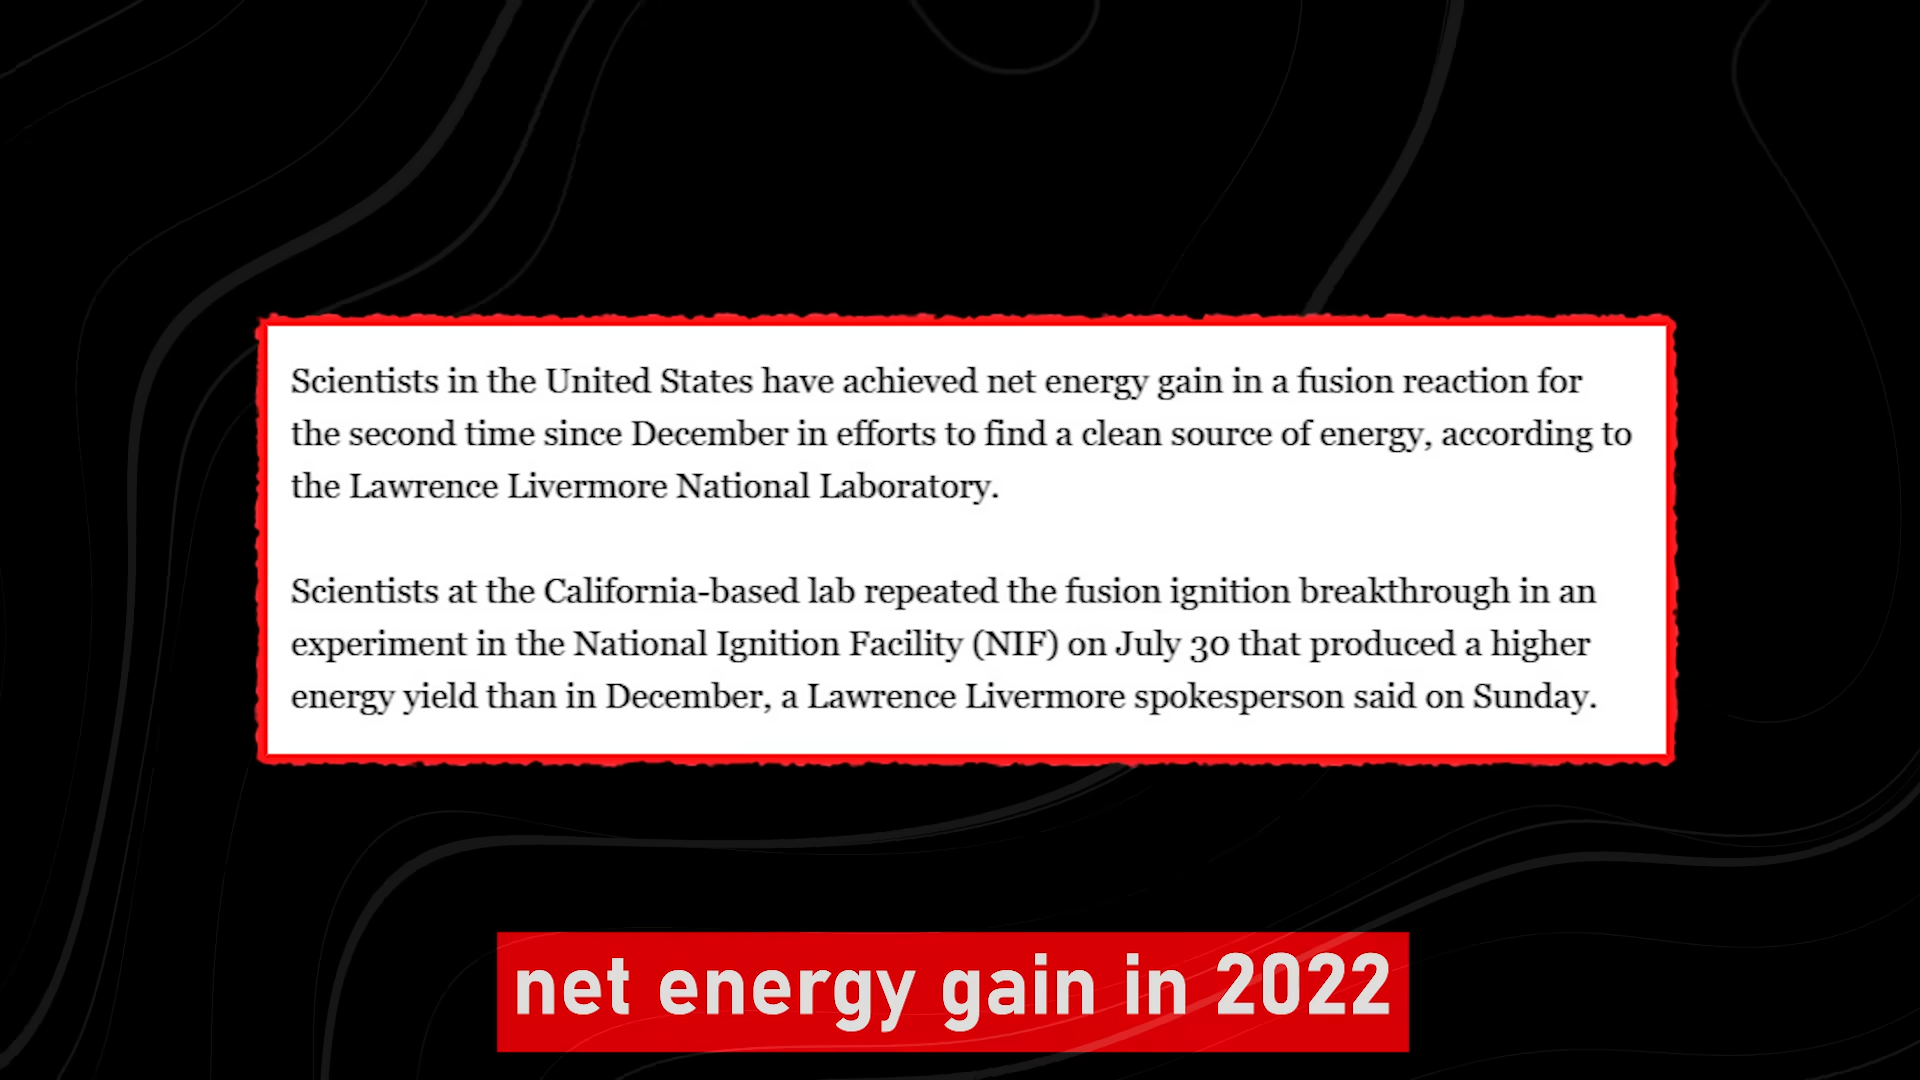 Scientists in the United States have achieved net energy gain in a fusion reaction for
the second time since December in efforts to find a clean source of energy, according to
the Lawrence Livermore National Laboratory.
Scientists at the California-based lab repeated the fusion ignition breakthrough in an
experiment in the National Ignition Facility (NIF) on July 30 that produced a higher
energy yield than in December, a Lawrence Livermore spokesperson said on Sunday.
net energy gain in 2022